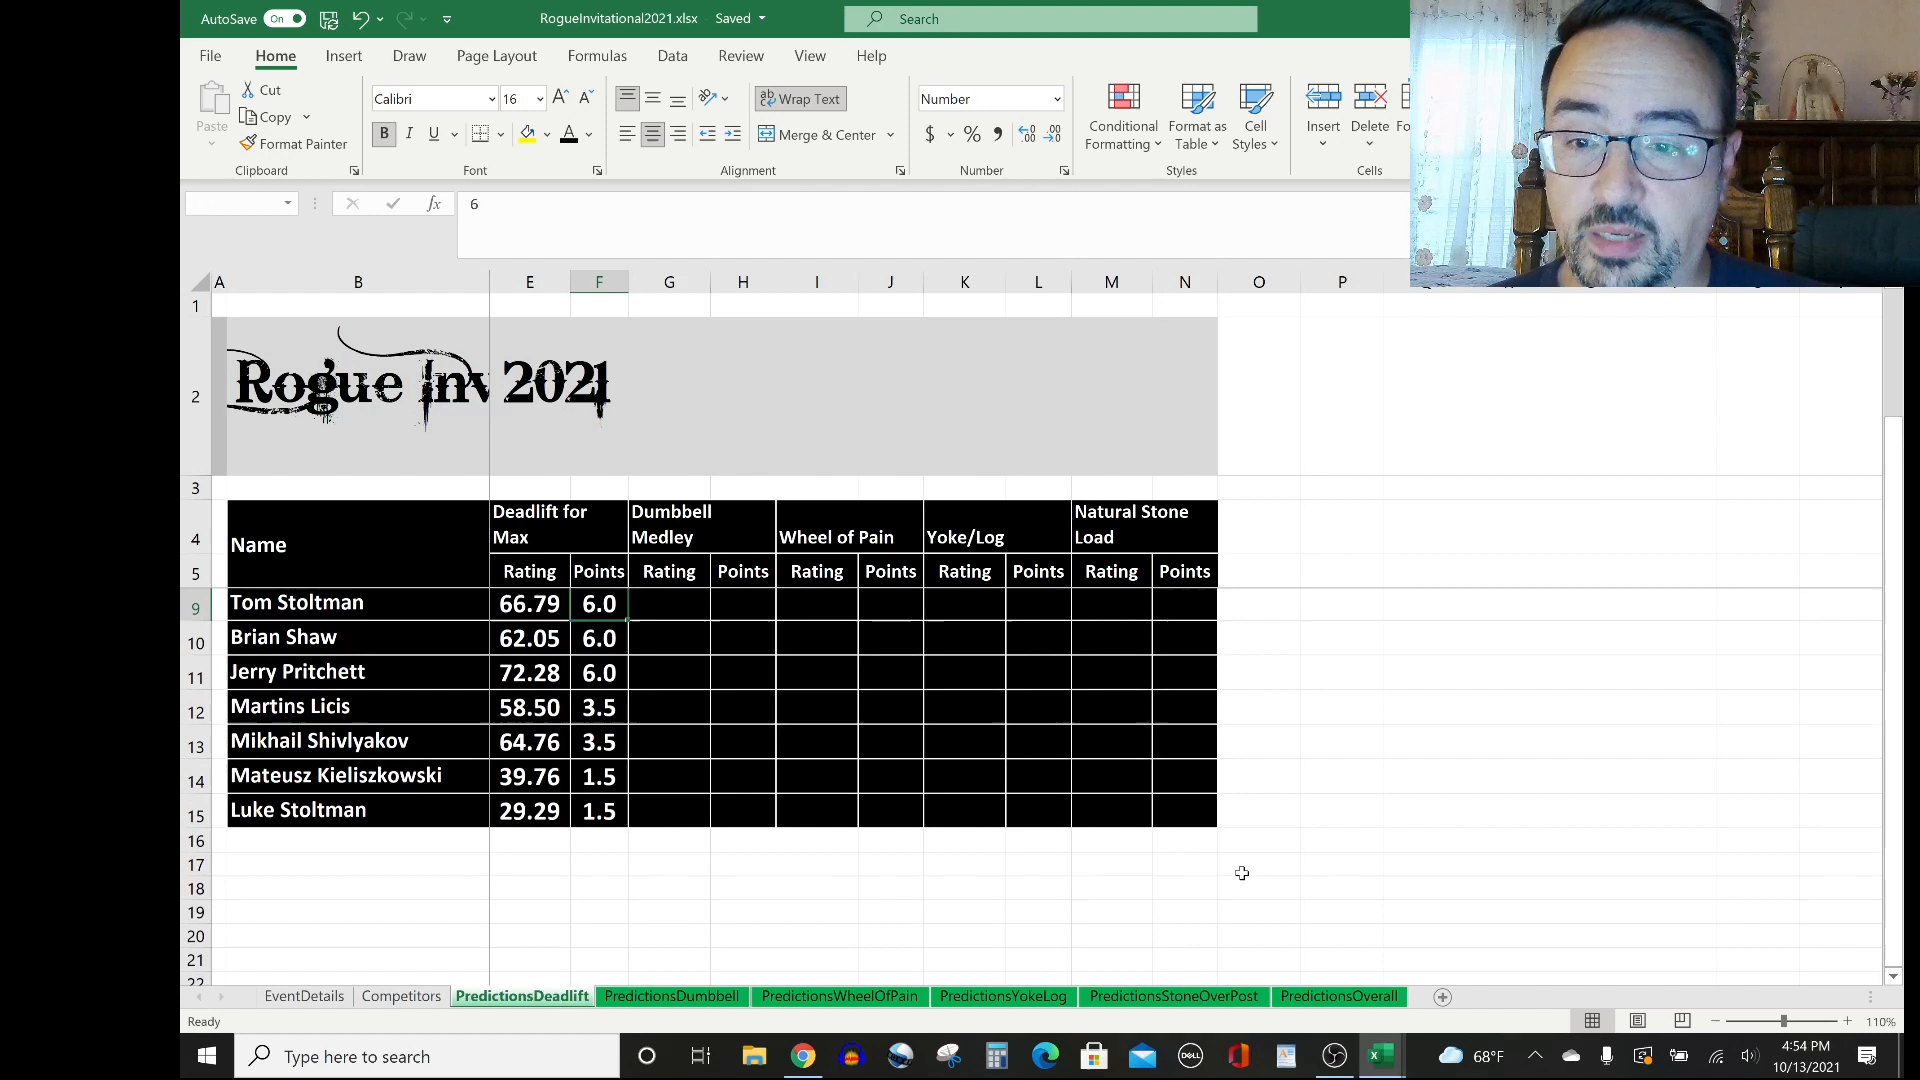 AutoSave On RogueInvitational2021.xlsx Saved Search
File Home Insert Draw Page Layout Formulas Data Review View Help
Paste Cut Copy Format Painter Clipboard
Calibri 16 B I U Font
ab Wrap Text Merge & Center Alignment
Number $ % Number
Conditional Formatting Format as Table Cell Styles Styles
Insert Delete Cells
fx 6
A B E F G H I J K L M N O P
1
2 Rogue Inv 2021
3
4 Name Deadlift for Max Dumbbell Medley Wheel of Pain Yoke/Log Natural Stone Load
5 Rating Points Rating Points Rating Points Rating Points Rating Points
9 Tom Stoltman 66.79 6.0
10 Brian Shaw 62.05 6.0
11 Jerry Pritchett 72.28 6.0
12 Martins Licis 58.50 3.5
13 Mikhail Shivlyakov 64.76 3.5
14 Mateusz Kieliszkowski 39.76 1.5
15 Luke Stoltman 29.29 1.5
16
17
18
19
20
21
22
EventDetails Competitors PredictionsDeadlift PredictionsDumbbell PredictionsWheelOfPain PredictionsYokeLog PredictionsStoneOverPost PredictionsOverall
Ready 110%
Type here to search DELL 68°F 4:54 PM
10/13/2021